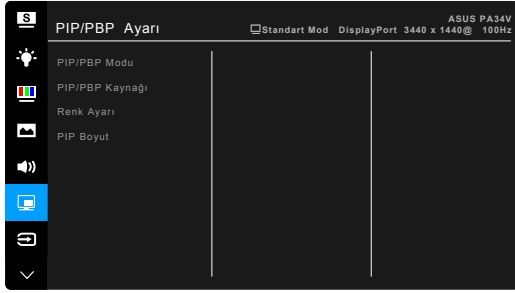 S
ASUS PA34V
PIP/PBP Ayarı
Standart Mod DisplayPort 3440 x 1440@ 100Hz
PIP/PBP Modu
PIP/PBP Kaynağı
Renk Ayarı
PIP Boyut